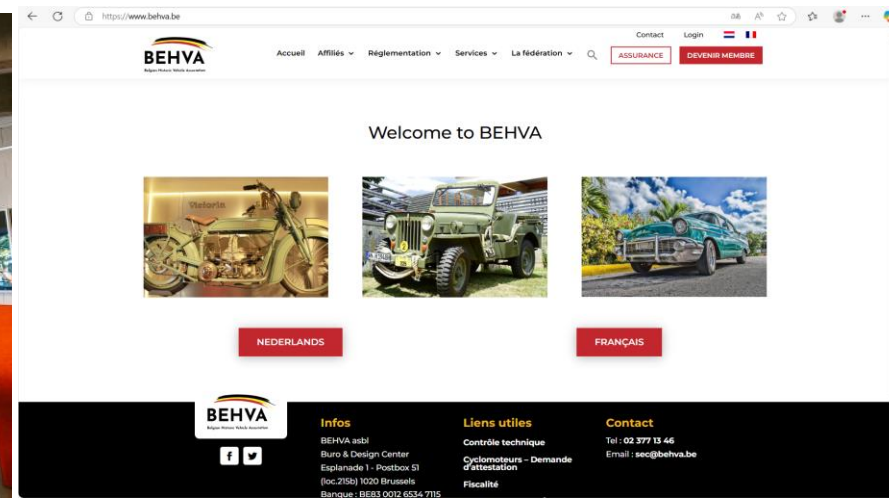 https://www.behva.be
Contact Login
BEHVA
Accueil Affiliés Réglementation Services La fédération ASSURANCE DEVENIR MEMBRE
Welcome to BEHVA
Victoria
NEDERLANDS FRANÇAIS
BEHVA
Infos Liens utiles Contact
BEHVA asbl Contrôle technique Tel : 02 377 13 46
Buro & Design Center Cyclomoteurs – Demande d'attestation Email : sec@behva.be
Esplanade 1 - Postbox 51
(loc.215b) 1020 Brussels Fiscalité
Banque : BE83 0012 6534 7115